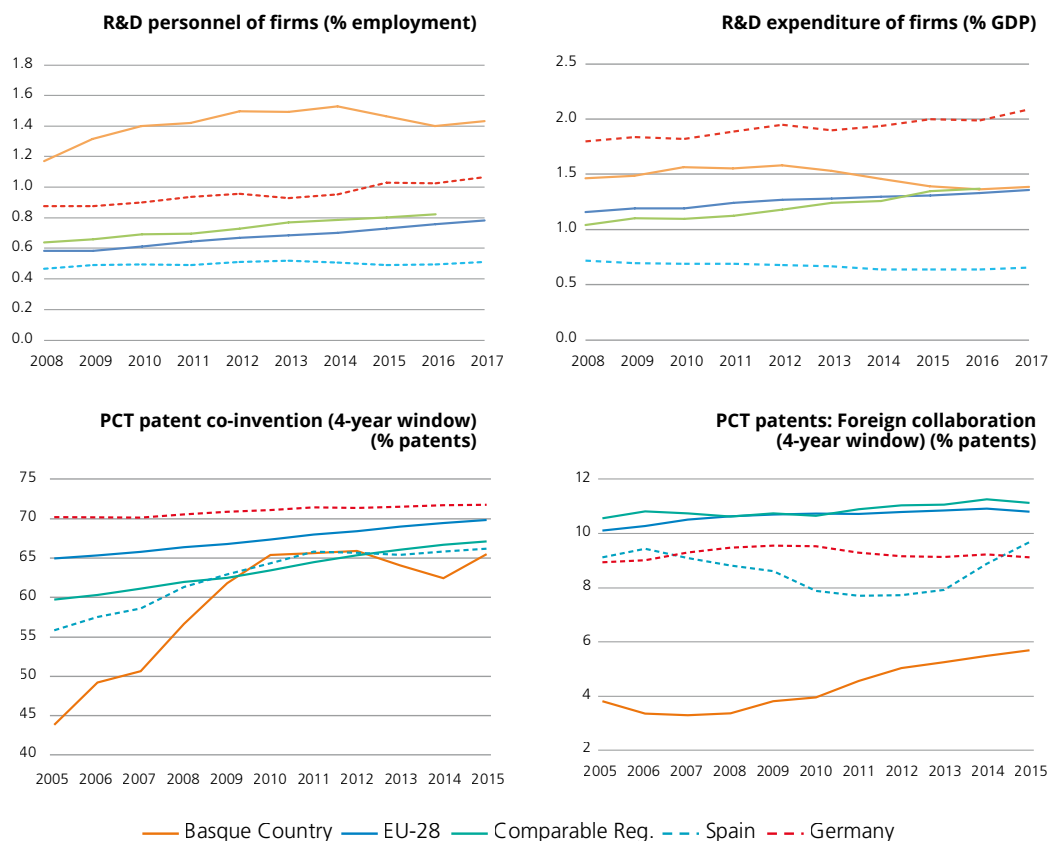 R&D personnel of firms (% employment)
1.8
1.6
1.4
1.2
1.0
0.8
0.6
0.4
0.2
0.0
2008 2009 2010 2011 2012 2013 2014 2015 2016 2017
R&D expenditure of firms (% GDP)
2.5
2.0
1.5
1.0
0.5
0.0
2008 2009 2010 2011 2012 2013 2014 2015 2016 2017
PCT patent co-invention (4-year window)
(% patents)
75
70
65
60
55
50
45
40
2005 2006 2007 2008 2009 2010 2011 2012 2013 2014 2015
PCT patents: Foreign collaboration
(4-year window) (% patents)
12
10
8
6
4
2
2005 2006 2007 2008 2009 2010 2011 2012 2013 2014 2015
Basque Country EU-28 Comparable Reg. Spain Germany